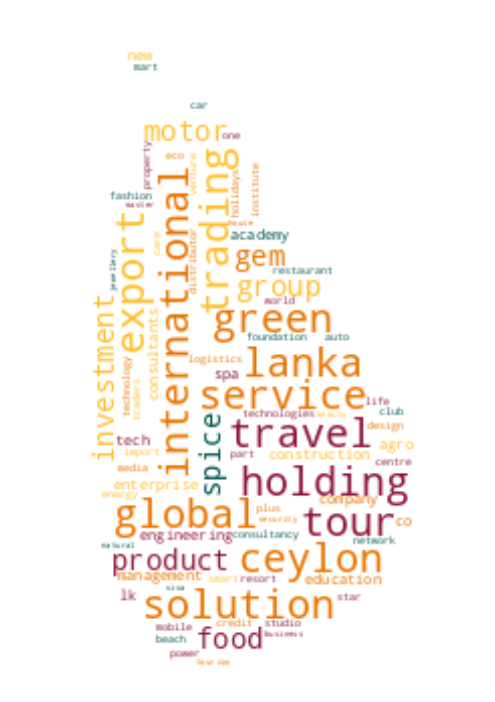 new
mart
car
motor
one
property
eco
venture
trading
international
holidays
institute
fashion
master
export
care
distributor
house
academy
gem
jewellery
restaurant
group
world
investment
green
consultants
technology
traders
foundation
auto
logistics
lanka
spa
service
life
technologies
beauty
club
spice
travel
design
tech
part
agro
import
construction
centre
media
holding
enterprise
energy
company
global
plus
security
tour
co
engineering
consultancy
network
natural
product
ceylon
management
smart
resort
education
visa
lk
solution
star
mobile
credit
studio
beach
food
business
power
tourism